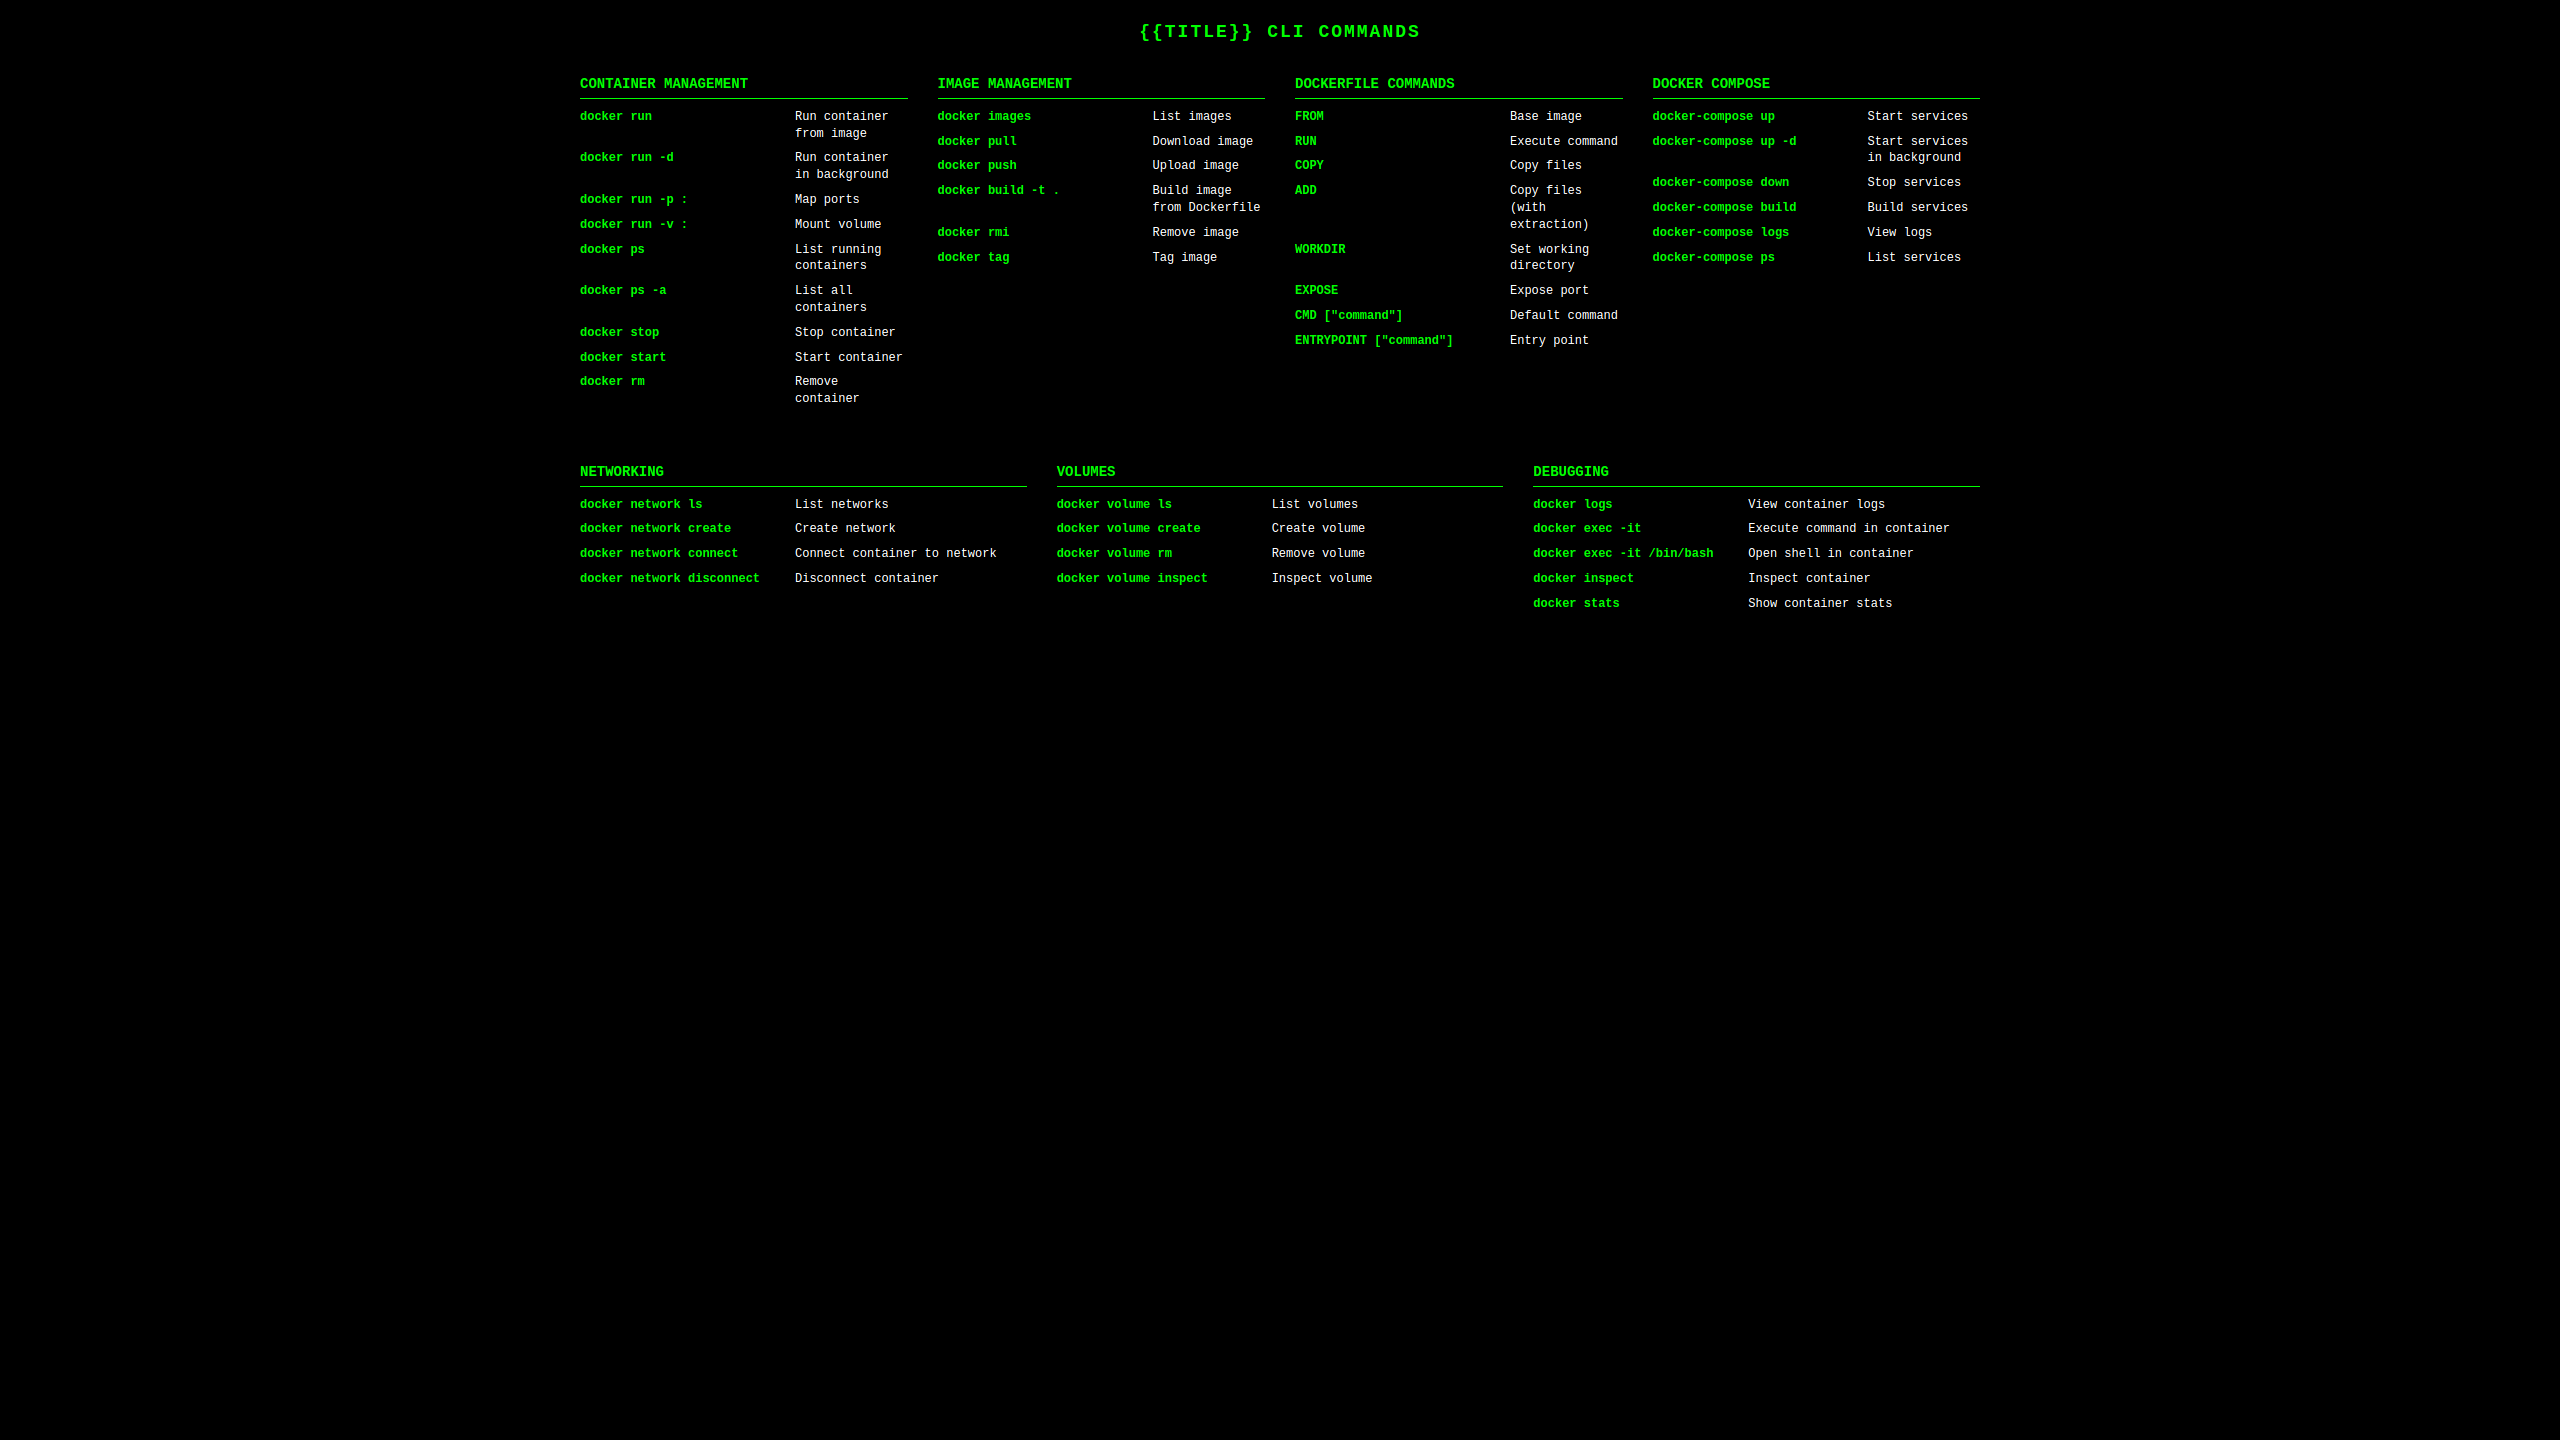 {{TITLE}} CLI COMMANDS
CONTAINER MANAGEMENT
docker run Run container
from image
docker run -d Run container
in background
docker run -p : Map ports
docker run -v : Mount volume
docker ps List running
containers
docker ps -a List all
containers
docker stop Stop container
docker start Start container
docker rm Remove
container
IMAGE MANAGEMENT
docker images List images
docker pull Download image
docker push Upload image
docker build -t . Build image
from Dockerfile
docker rmi Remove image
docker tag Tag image
DOCKERFILE COMMANDS
FROM Base image
RUN Execute command
COPY Copy files
ADD Copy files
(with
extraction)
WORKDIR Set working
directory
EXPOSE Expose port
CMD ["command"] Default command
ENTRYPOINT ["command"] Entry point
DOCKER COMPOSE
docker-compose up Start services
docker-compose up -d Start services
in background
docker-compose down Stop services
docker-compose build Build services
docker-compose logs View logs
docker-compose ps List services
NETWORKING
docker network ls List networks
docker network create Create network
docker network connect Connect container to network
docker network disconnect Disconnect container
VOLUMES
docker volume ls List volumes
docker volume create Create volume
docker volume rm Remove volume
docker volume inspect Inspect volume
DEBUGGING
docker logs View container logs
docker exec -it Execute command in container
docker exec -it /bin/bash Open shell in container
docker inspect Inspect container
docker stats Show container stats